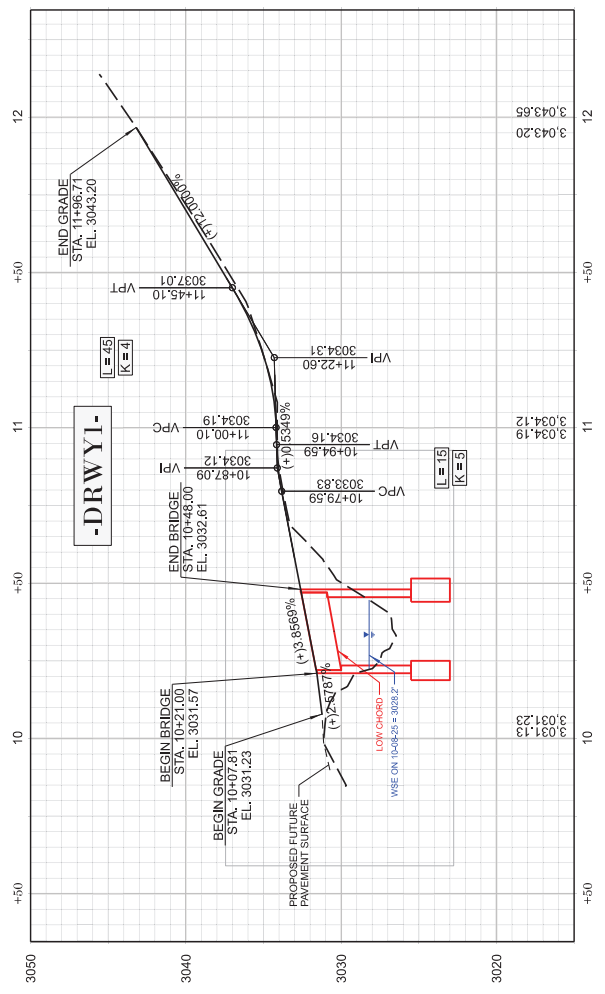 -DRWY1-
L = 45
K = 4
END GRADE
STA. 11+96.71
EL. 3043.20
BEGIN BRIDGE
STA. 10+21.00
EL. 3031.57
END BRIDGE
STA. 10+48.00
EL. 3032.61
BEGIN GRADE
STA. 10+07.81
EL. 3031.23
PROPOSED FUTURE
PAVEMENT SURFACE
VPI
10+87.09
3034.12
VPC
11+00.10
3034.19
VPT
11+45.10
3037.01
(+)2.5787%
(+)3.8569%
(+)0.5349%
(+)12.0000%
3033.83
10+79.59
VPC
3034.16
10+94.59
VPT
3034.31
11+22.60
VPI
LOW CHORD
WSE ON 10-08-25 = 3028.2'
L = 15
K = 5
3050
3040
3030
3020
3,031.13
3,031.23
3,034.19
3,034.12
3,043.20
3,043.65
+50
10
+50
11
+50
12
+50
10
+50
11
+50
12